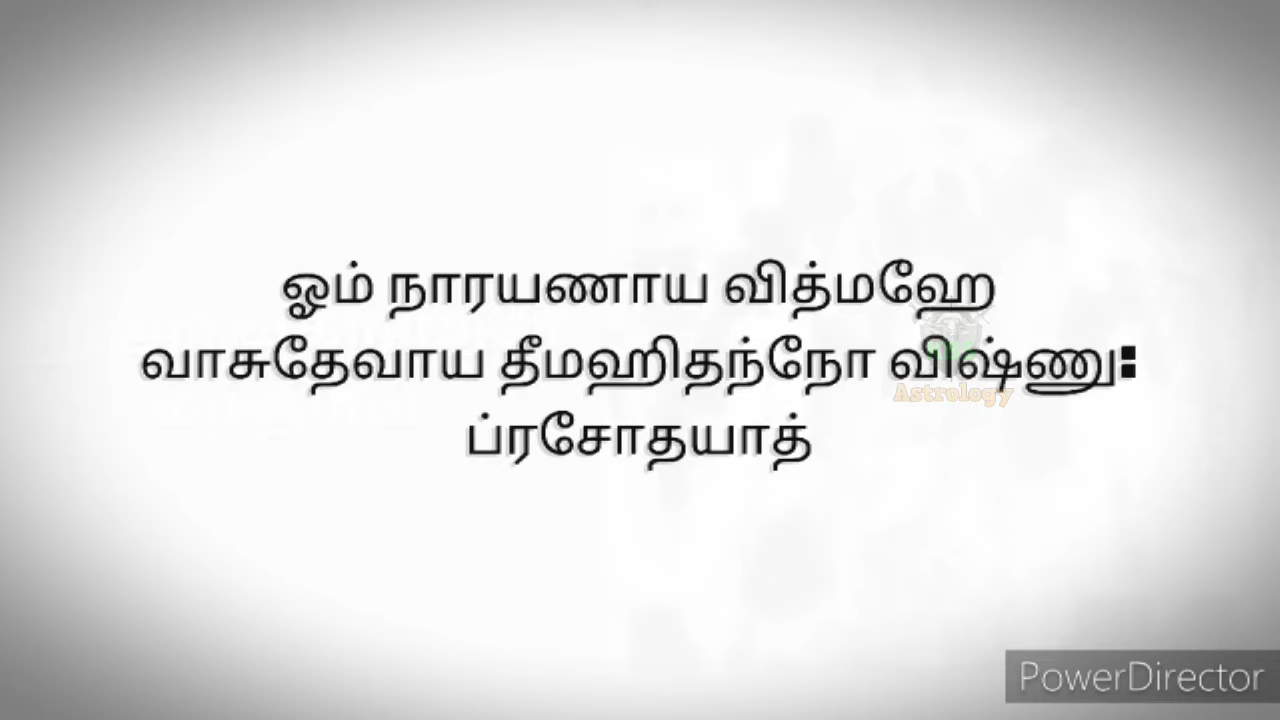 ஓம் நாரயணாய வித்மஹே
வாசுதேவாய தீமஹிதந்நோ விஷ்ணு:
ப்ரசோதயாத்
Astrology
PowerDirector